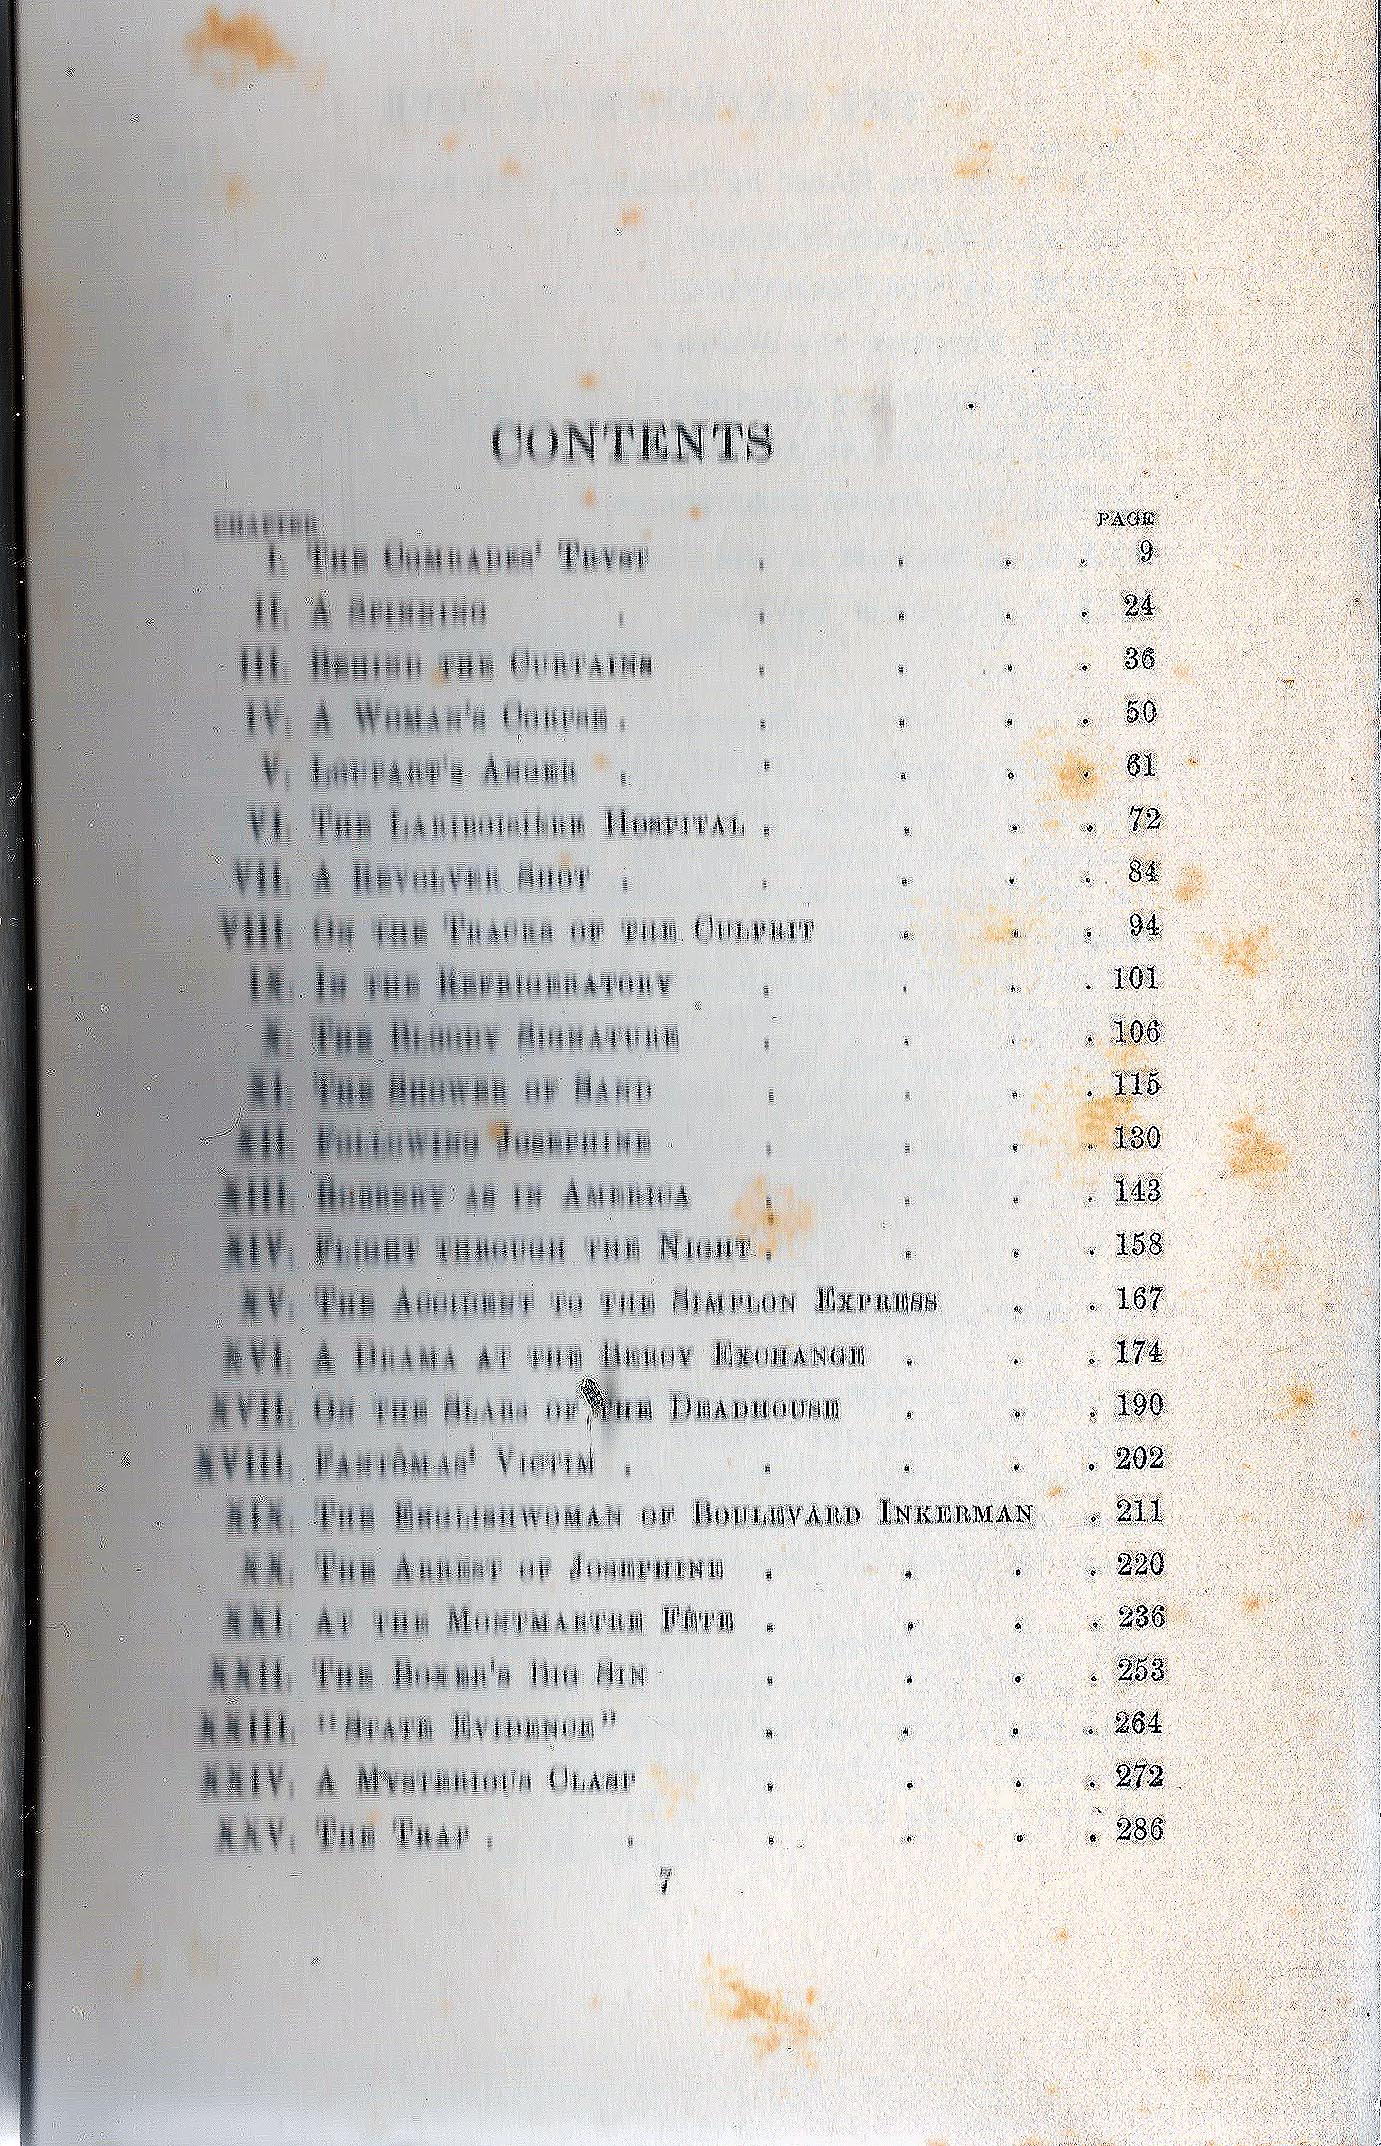 CONTENTS
CHAPTER PAGE
I. THE COMRADES' TRYST . . . . 9
II. A . . . . . 24
III. BEHIND THE CURTAINS . . . . 36
IV. A WOMAN'S CORPSE . . . . . 50
V. LOUPART'S ANGER . . . . . 61
VI. THE LARIBOISIÈRE HOSPITAL . . . . 72
VII. A REVOLVER SHOT . . . . . 84
VIII. ON THE TRACES OF THE CULPRIT . . . 94
IX. IN THE REFRIGERATORY . . . . 101
X. THE BLOODY SIGNATURE . . . . 106
XI. THE SHOWER OF SAND . . . . 115
XII. FOLLOWING JOSEPHINE . . . . 130
XIII. ROBBERY AS IN AMERICA . . . . 143
XIV. FLIGHT THROUGH THE NIGHT . . . . 158
XV. THE ACCIDENT TO THE SIMPLON EXPRESS . . 167
XVI. A DRAMA AT THE BERCY EXCHANGE . . . 174
XVII. ON THE SLABS OF THE DEADHOUSE . . . 190
XVIII. FANTÔMAS' VICTIM . . . . . 202
XIX. THE ENGLISHWOMAN OF BOULEVARD INKERMAN . 211
XX. THE ARREST OF JOSEPHINE . . . . 220
XXI. AT THE MONTMARTRE FÊTE . . . . 236
XXII. THE BOXER'S SIN . . . . 253
XXIII. "STATE EVIDENCE" . . . . 264
XXIV. A MYSTERIOUS CLASP . . . . 272
XXV. THE TRAP . . . . . . 286
7